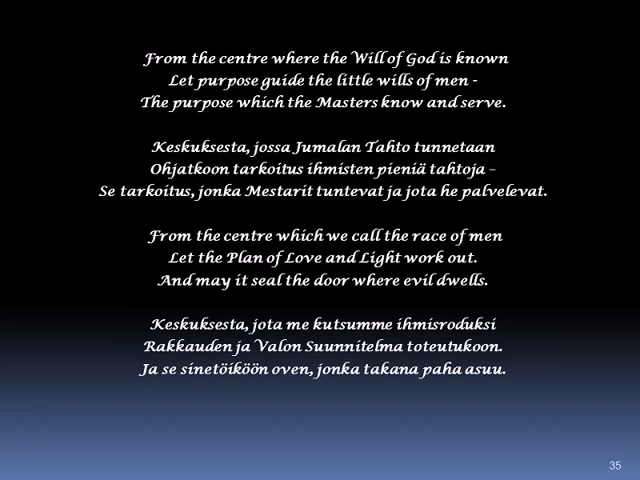 From the centre where the Will of God is known
Let purpose guide the little wills of men -
The purpose which the Masters know and serve.
Keskuksesta, jossa Jumalan Tahto tunnetaan
Ohjatkoon tarkoitus ihmisten pieniä tahtoja –
Se tarkoitus, jonka Mestarit tuntevat ja jota he palvelevat.
From the centre which we call the race of men
Let the Plan of Love and Light work out.
And may it seal the door where evil dwells.
Keskuksesta, jota me kutsumme ihmisroduksi
Rakkauden ja Valon Suunnitelma toteutukoon.
Ja se sinetöiköön oven, jonka takana paha asuu.
35